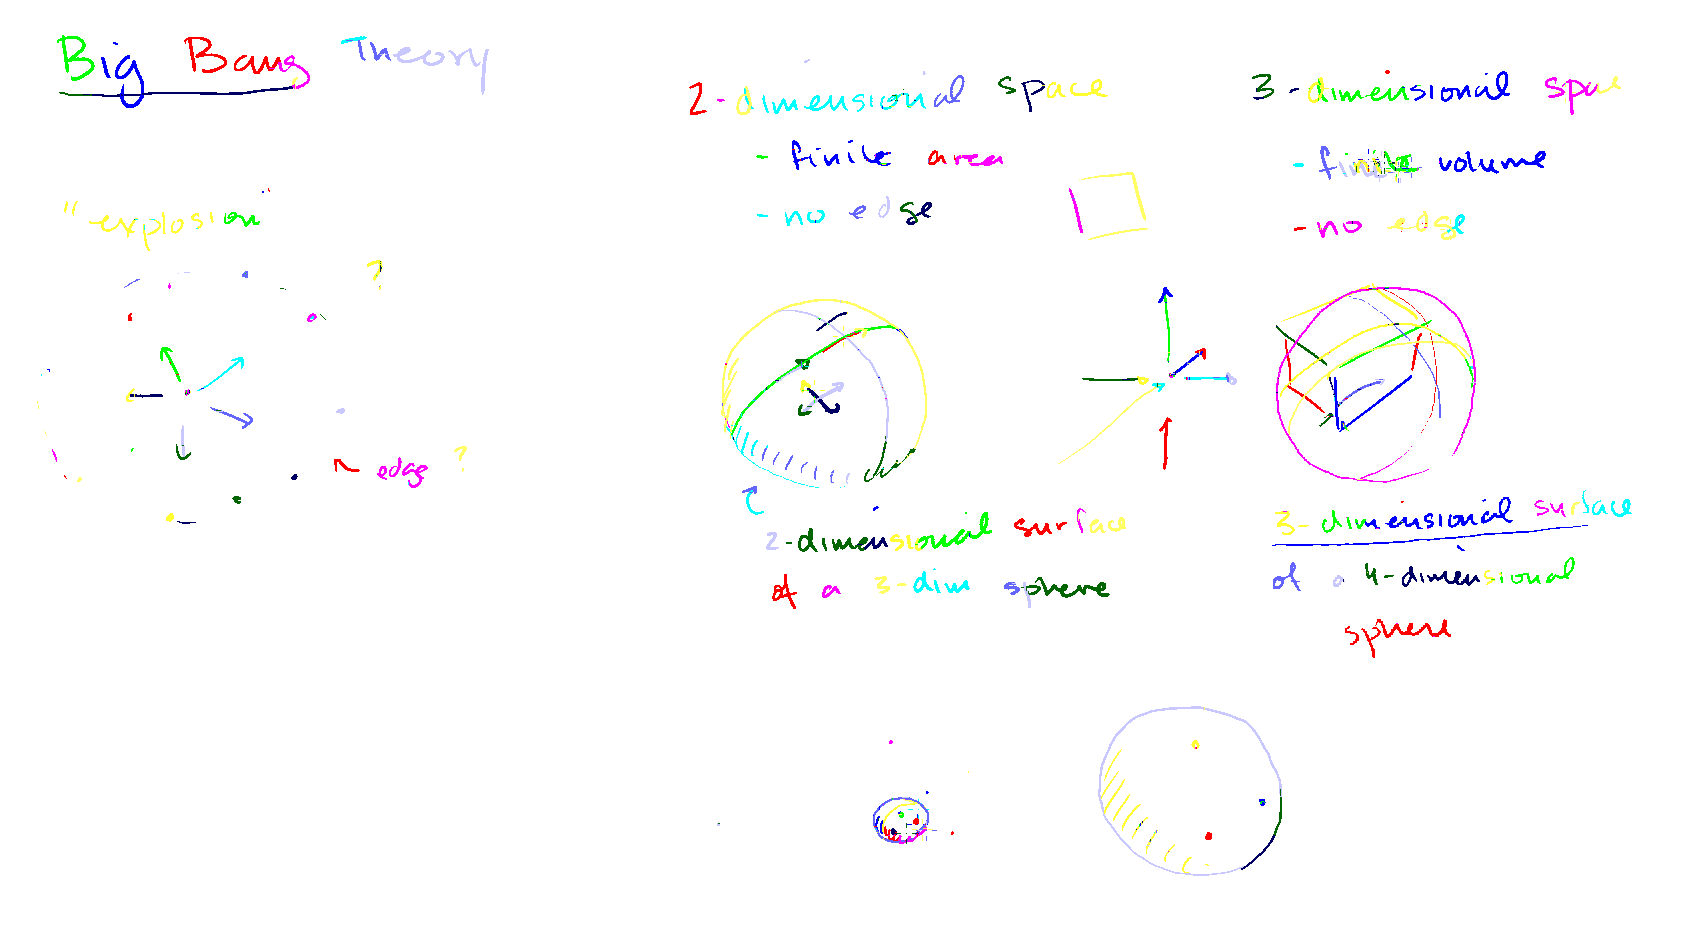 Big Bang Theory
"explosion
?
edge ?
2-dimensional space
- finite area
- no edge
2-dimensional surface
of a 3-dim sphere
3-dimensional space
- finite volume
- no edge
3-dimensional surface
of a 4-dimensional
sphere